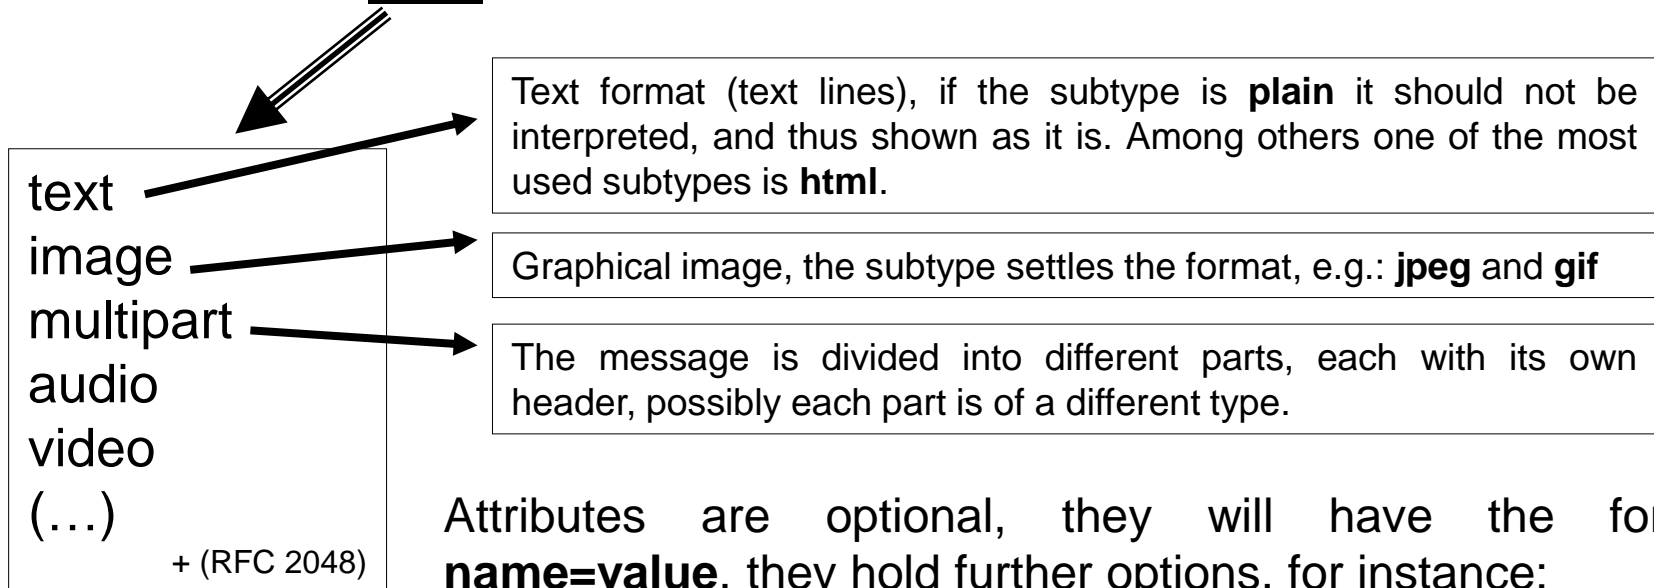 text
image
multipart
audio
video
(…)
+ (RFC 2048)
Text format (text lines), if the subtype is plain it should not be
interpreted, and thus shown as it is. Among others one of the most
used subtypes is html.
Graphical image, the subtype settles the format, e.g.: jpeg and gif
The message is divided into different parts, each with its own
header, possibly each part is of a different type.
Attributes are optional, they will have the
name=value, they hold further options, for instance: